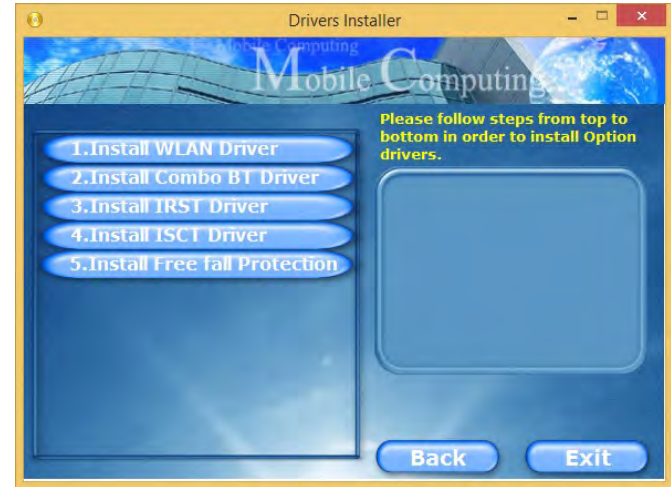 Drivers Installer
Mobile Computing
Mobile Computing
Please follow steps from top to
bottom in order to install Option
drivers.
1.Install WLAN Driver
2.Install Combo BT Driver
3.Install IRST Driver
4.Install ISCT Driver
5.Install Free fall Protection
Back
Exit